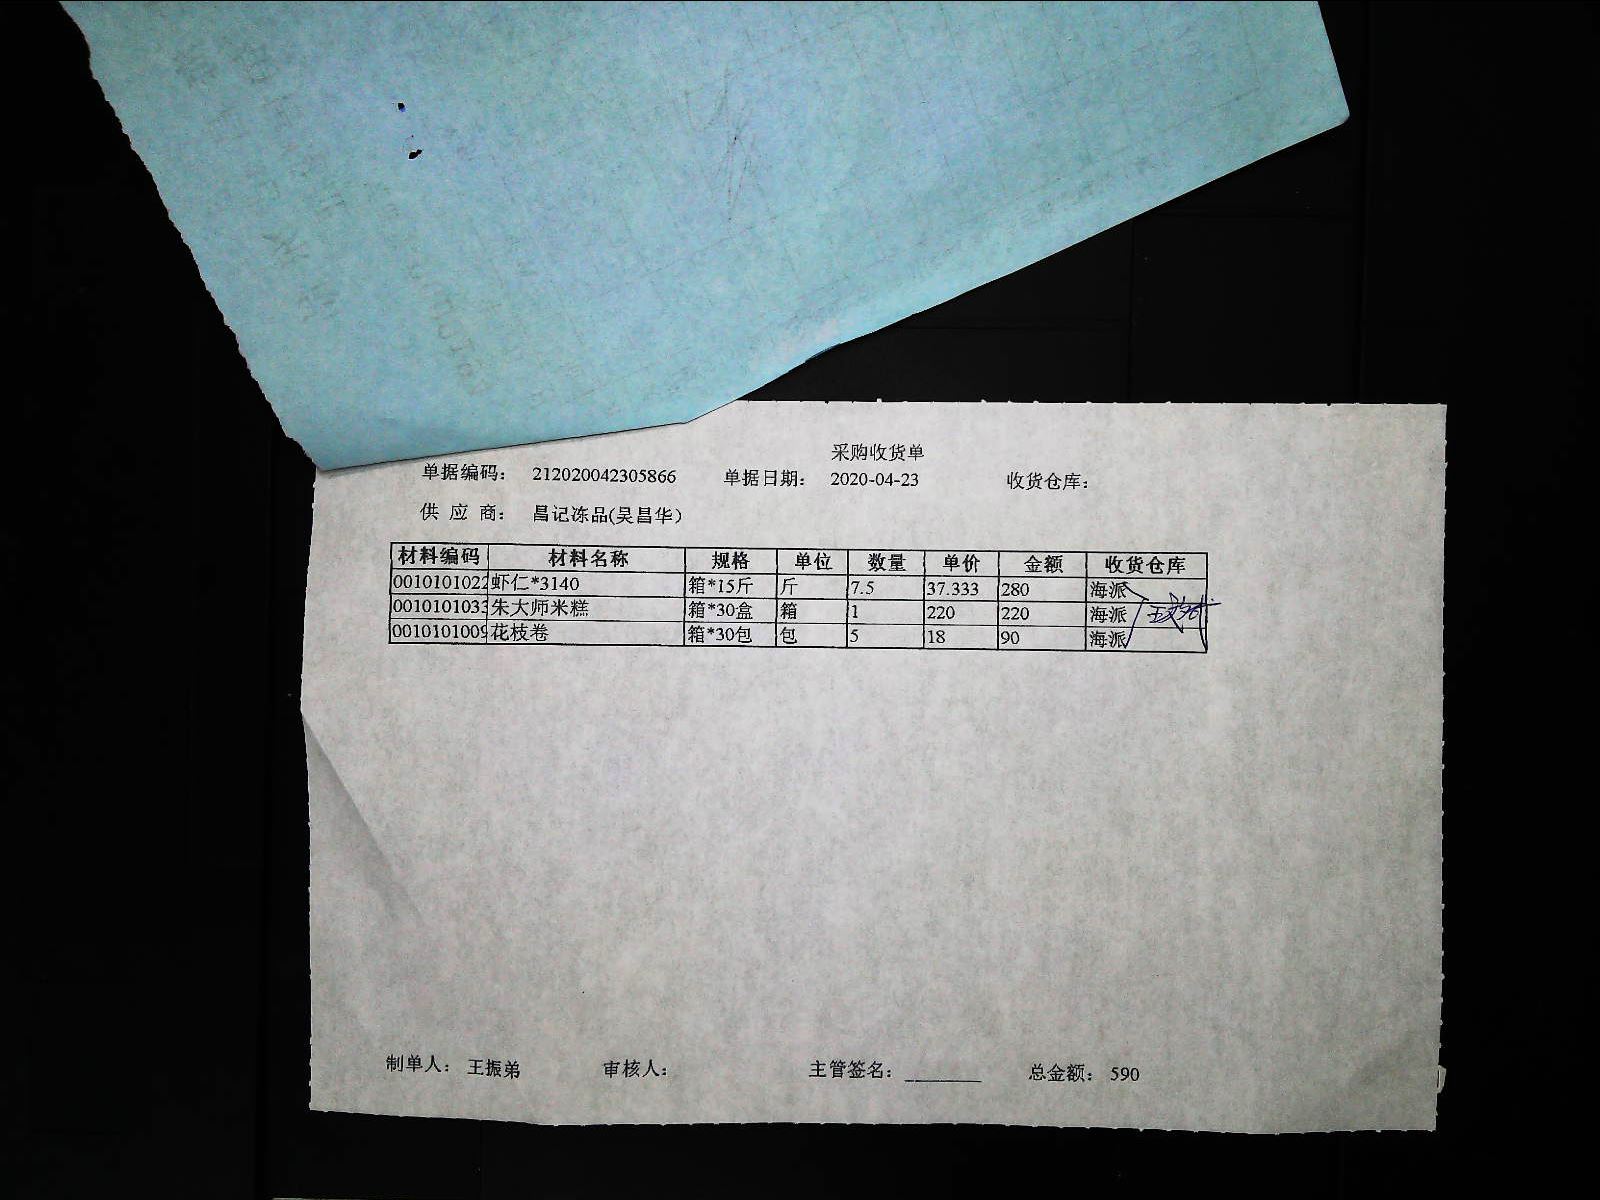 采购收货单
单据编码： 212020042305866 单据日期： 2020-04-23 收货仓库：
供 应 商： 昌记冻品(吴昌华）
材料编码 材料名称 规格 单位 数量 单价 金额 收货仓库
0010101022 虾仁*3140 箱*15斤 斤 7.5 37.333 280 海派
0010101033 朱大师米糕 箱*30盒 箱 1 220 220 海派
0010101009 花枝卷 箱*30包 包 5 18 90 海派
制单人： 王振弟 审核人： 主管签名： 总金额： 590